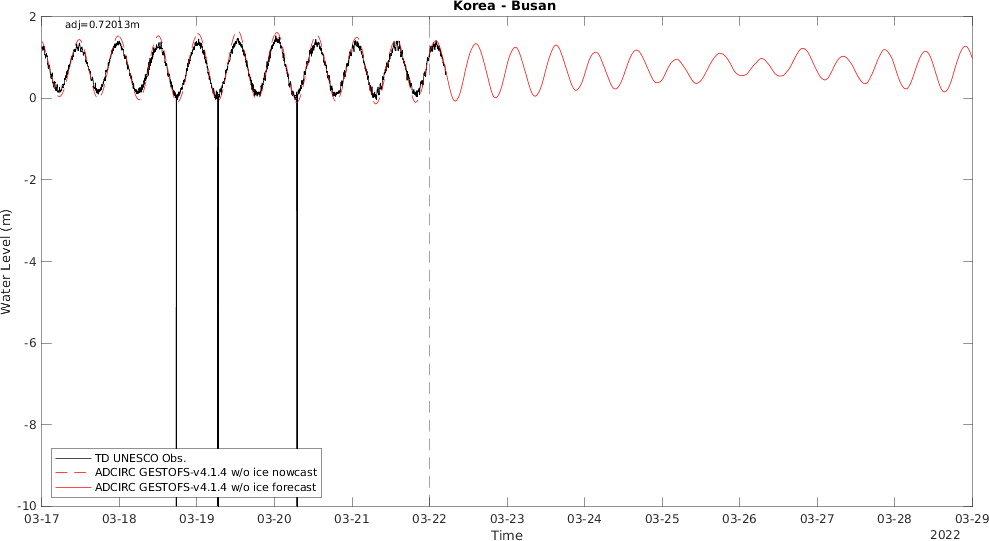 Korea - Busan
adj=0.72013m
2
0
-2
-4
-6
-8
-10
Water Level (m)
TD UNESCO Obs.
ADCIRC GESTOFS-v4.1.4 w/o ice nowcast
ADCIRC GESTOFS-v4.1.4 w/o ice forecast
03-17 03-18 03-19 03-20 03-21 03-22 03-23 03-24 03-25 03-26 03-27 03-28 03-29
Time
2022